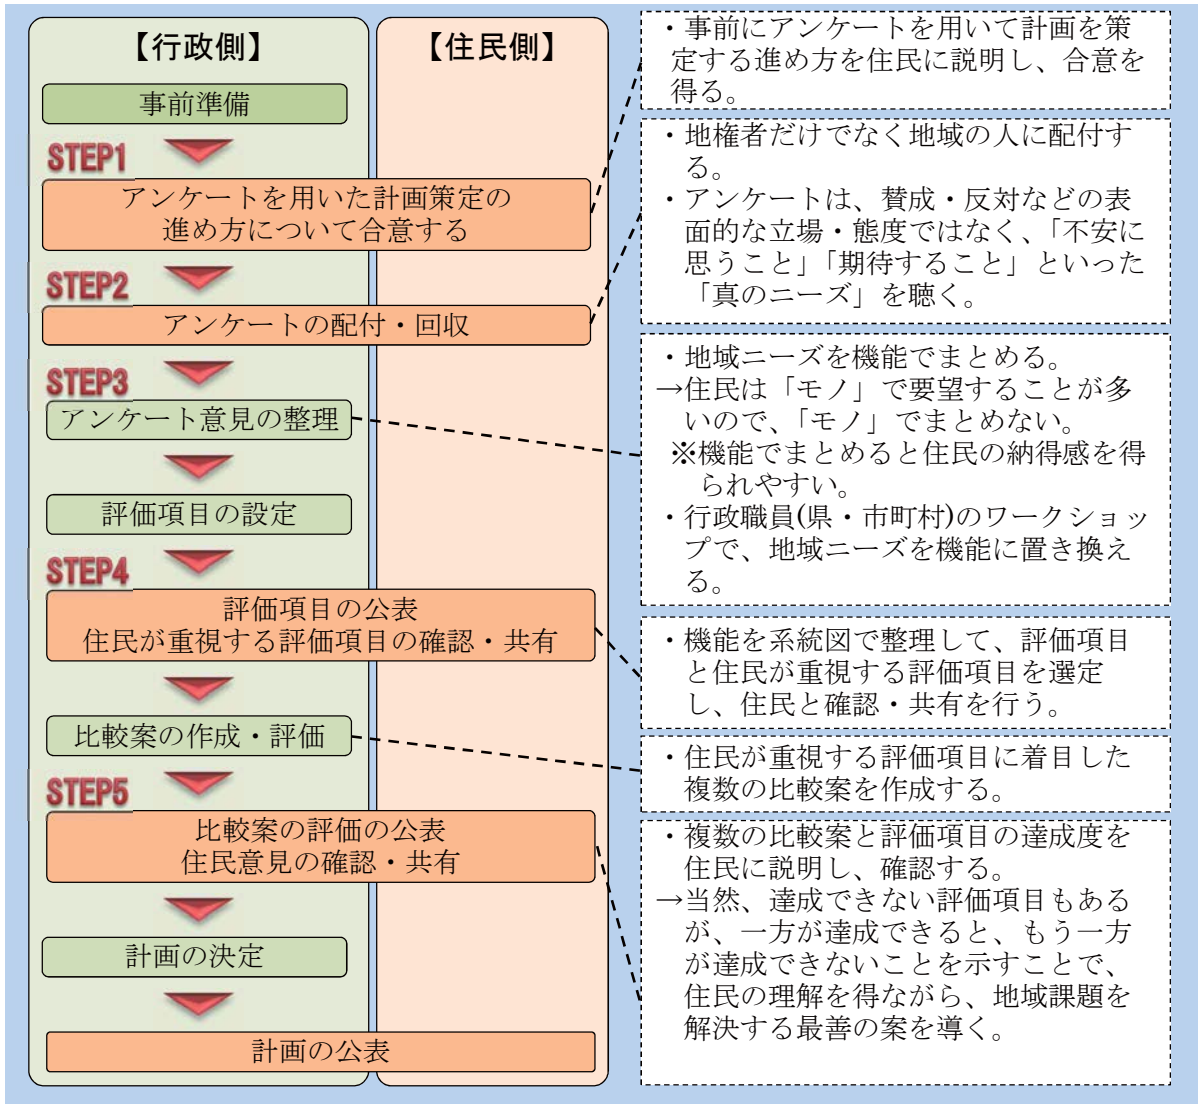 【行政側】
【住民側】
事前準備
STEP1
アンケートを用いた計画策定の
進め方について合意する
STEP2
アンケートの配付・回収
STEP3
アンケート意見の整理
評価項目の設定
STEP4
評価項目の公表
住民が重視する評価項目の確認・共有
比較案の作成・評価
STEP5
比較案の評価の公表
住民意見の確認・共有
計画の決定
計画の公表
・事前にアンケートを用いて計画を策
定する進め方を住民に説明し、合意を
得る。
・地権者だけでなく地域の人に配付す
る。
・アンケートは、賛成・反対などの表
面的な立場・態度ではなく、「不安に
思うこと」「期待すること」といった
「真のニーズ」を聴く。
・地域ニーズを機能でまとめる。
→住民は「モノ」で要望することが多
いので、「モノ」でまとめない。
※機能でまとめると住民の納得感を得
られやすい。
・行政職員(県・市町村)のワークショッ
プで、地域ニーズを機能に置き換え
る。
・機能を系統図で整理して、評価項目
と住民が重視する評価項目を選定
し、住民と確認・共有を行う。
・住民が重視する評価項目に着目した
複数の比較案を作成する。
・複数の比較案と評価項目の達成度を
住民に説明し、確認する。
→当然、達成できない評価項目もある
が、一方が達成できると、もう一方
が達成できないことを示すことで、
住民の理解を得ながら、地域課題を
解決する最善の案を導く。